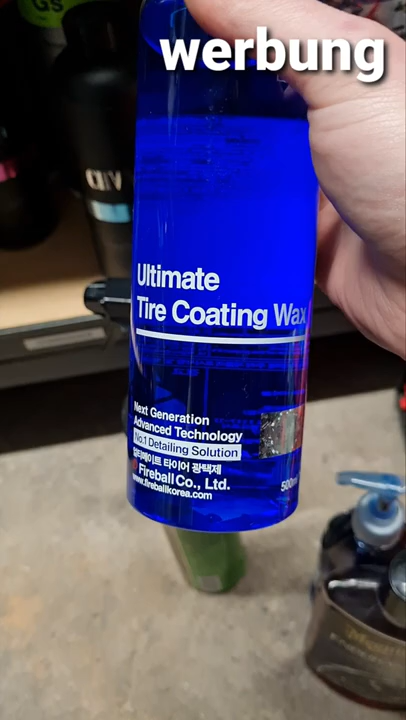 GS
werbung
Ultimate
Tire Coating Wax
Next Generation
Advanced Technology
No.1 Detailing Solution
얼티메이트 타이어 광택제
Fireball Co., Ltd.
www.fireballkorea.com